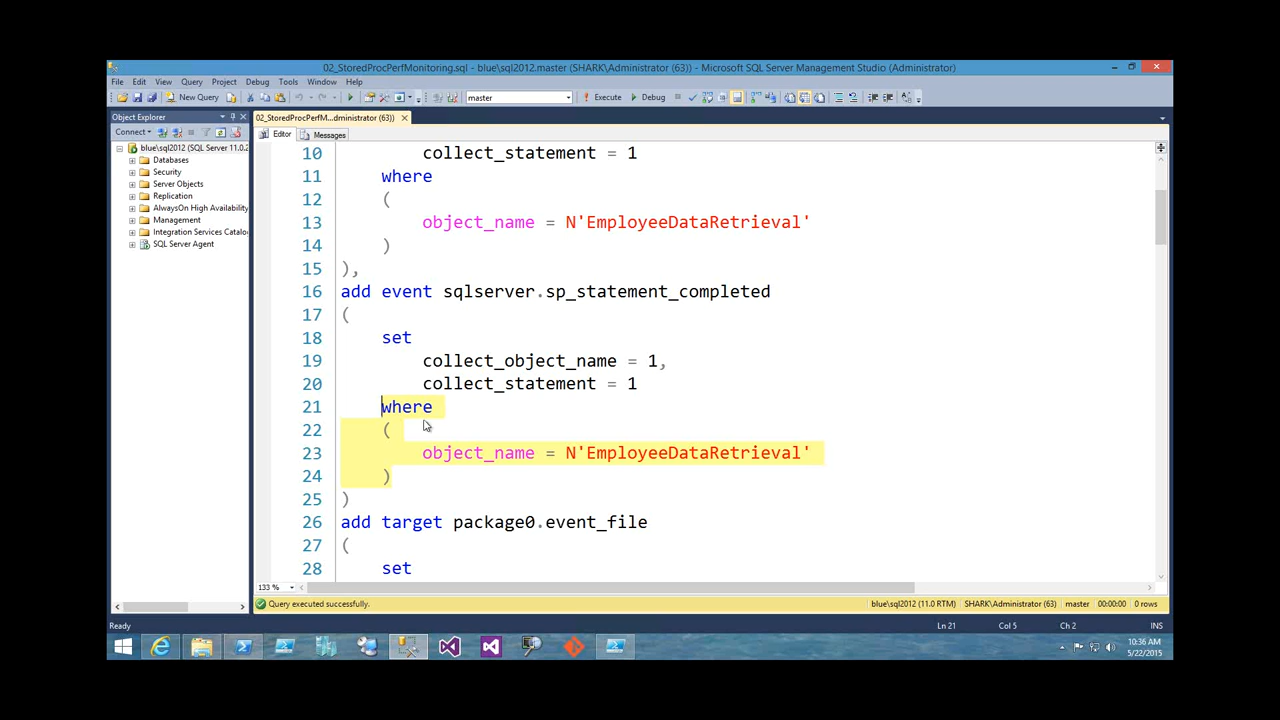 02_StoredProcPerfMonitoring.sql - blue\sql2012.master (SHARK\Administrator (63)) - Microsoft SQL Server Management Studio (Administrator)
File Edit View Query Project Debug Tools Window Help
New Query master Execute Debug
Object Explorer
Connect
blue\sql2012 (SQL Server 11.0.2
Databases
Security
Server Objects
Replication
AlwaysOn High Availability
Management
Integration Services Catalo
SQL Server Agent
02_StoredProcPerfM...dministrator (63))
Editor Messages
10 collect_statement = 1
11 where
12 (
13 object_name = N'EmployeeDataRetrieval'
14 )
15 ),
16 add event sqlserver.sp_statement_completed
17 (
18 set
19 collect_object_name = 1,
20 collect_statement = 1
21 where
22 (
23 object_name = N'EmployeeDataRetrieval'
24 )
25 )
26 add target package0.event_file
27 (
28 set
133 %
Query executed successfully. blue\sql2012 (11.0 RTM) SHARK\Administrator (63) master 00:00:00 0 rows
Ready Ln 21 Col 5 Ch 2 INS
10:36 AM
5/22/2015